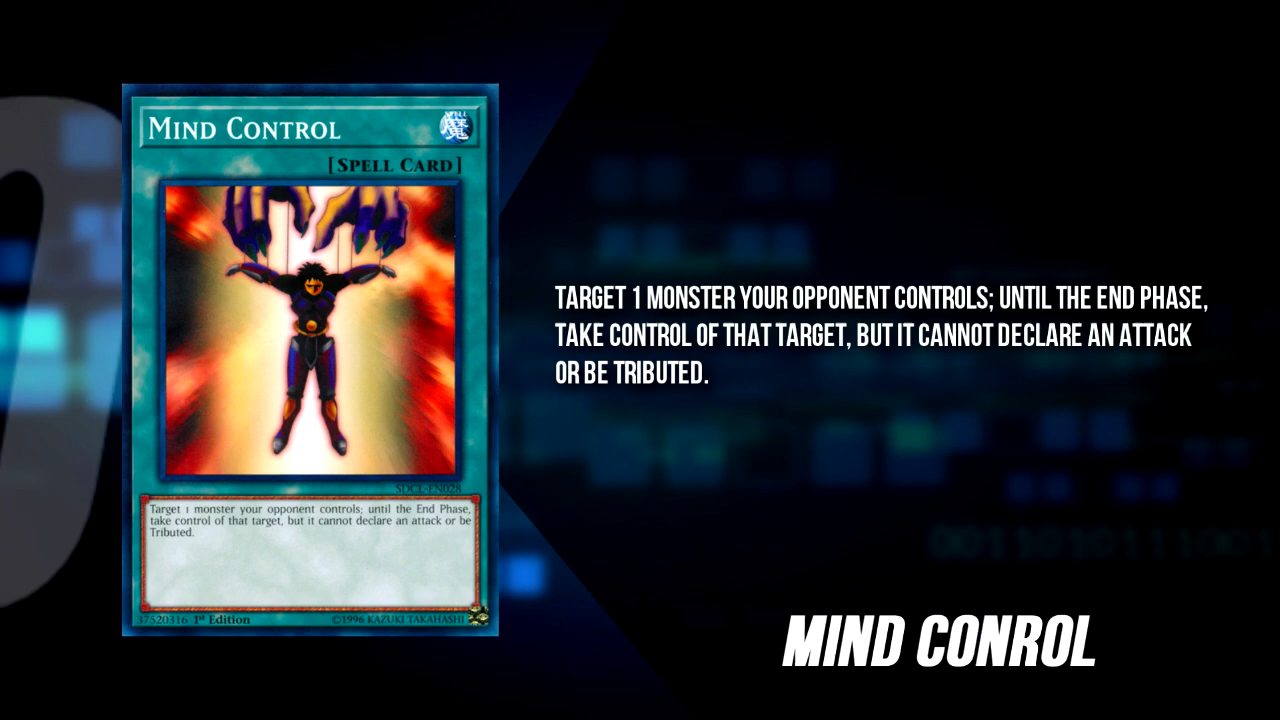 MIND CONTROL
魔
[SPELL CARD]
SDCL-EN028
Target 1 monster your opponent controls; until the End Phase,
take control of that target, but it cannot declare an attack or be
Tributed.
37520316 1st Edition ©1996 KAZUKI TAKAHASHI
TARGET 1 MONSTER YOUR OPPONENT CONTROLS; UNTIL THE END PHASE,
TAKE CONTROL OF THAT TARGET, BUT IT CANNOT DECLARE AN ATTACK
OR BE TRIBUTED.
MIND CONROL